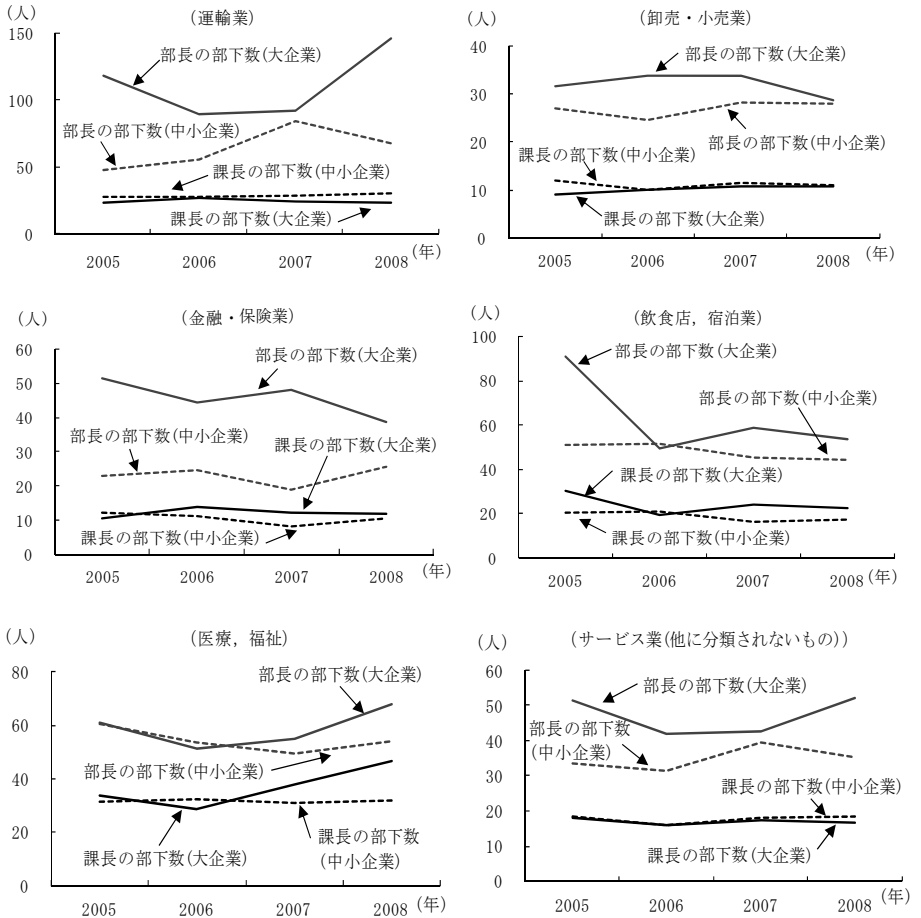 (人)
(運輸業)
150
100
50
0
部長の部下数(大企業)
部長の部下数(中小企業)
課長の部下数(中小企業)
課長の部下数(大企業)
2005 2006 2007 2008
(年)
(人)
(卸売・小売業)
40
30
20
10
0
部長の部下数(大企業)
部長の部下数(中小企業)
課長の部下数(中小企業)
課長の部下数(大企業)
2005 2006 2007 2008
(年)
(人)
(金融・保険業)
60
50
40
30
20
10
0
部長の部下数(大企業)
部長の部下数(中小企業)
課長の部下数(大企業)
課長の部下数(中小企業)
2005 2006 2007 2008
(年)
(人)
(飲食店，宿泊業)
100
80
60
40
20
0
部長の部下数(大企業)
部長の部下数(中小企業)
課長の部下数(大企業)
課長の部下数(中小企業)
2005 2006 2007 2008
(年)
(人)
(医療，福祉)
80
60
40
20
0
部長の部下数(大企業)
部長の部下数(中小企業)
課長の部下数(大企業)
課長の部下数
(中小企業)
2005 2006 2007 2008
(年)
(人)
(サービス業(他に分類されないもの))
60
50
40
30
20
10
0
部長の部下数(大企業)
部長の部下数
(中小企業)
課長の部下数(中小企業)
課長の部下数(大企業)
2005 2006 2007 2008
(年)